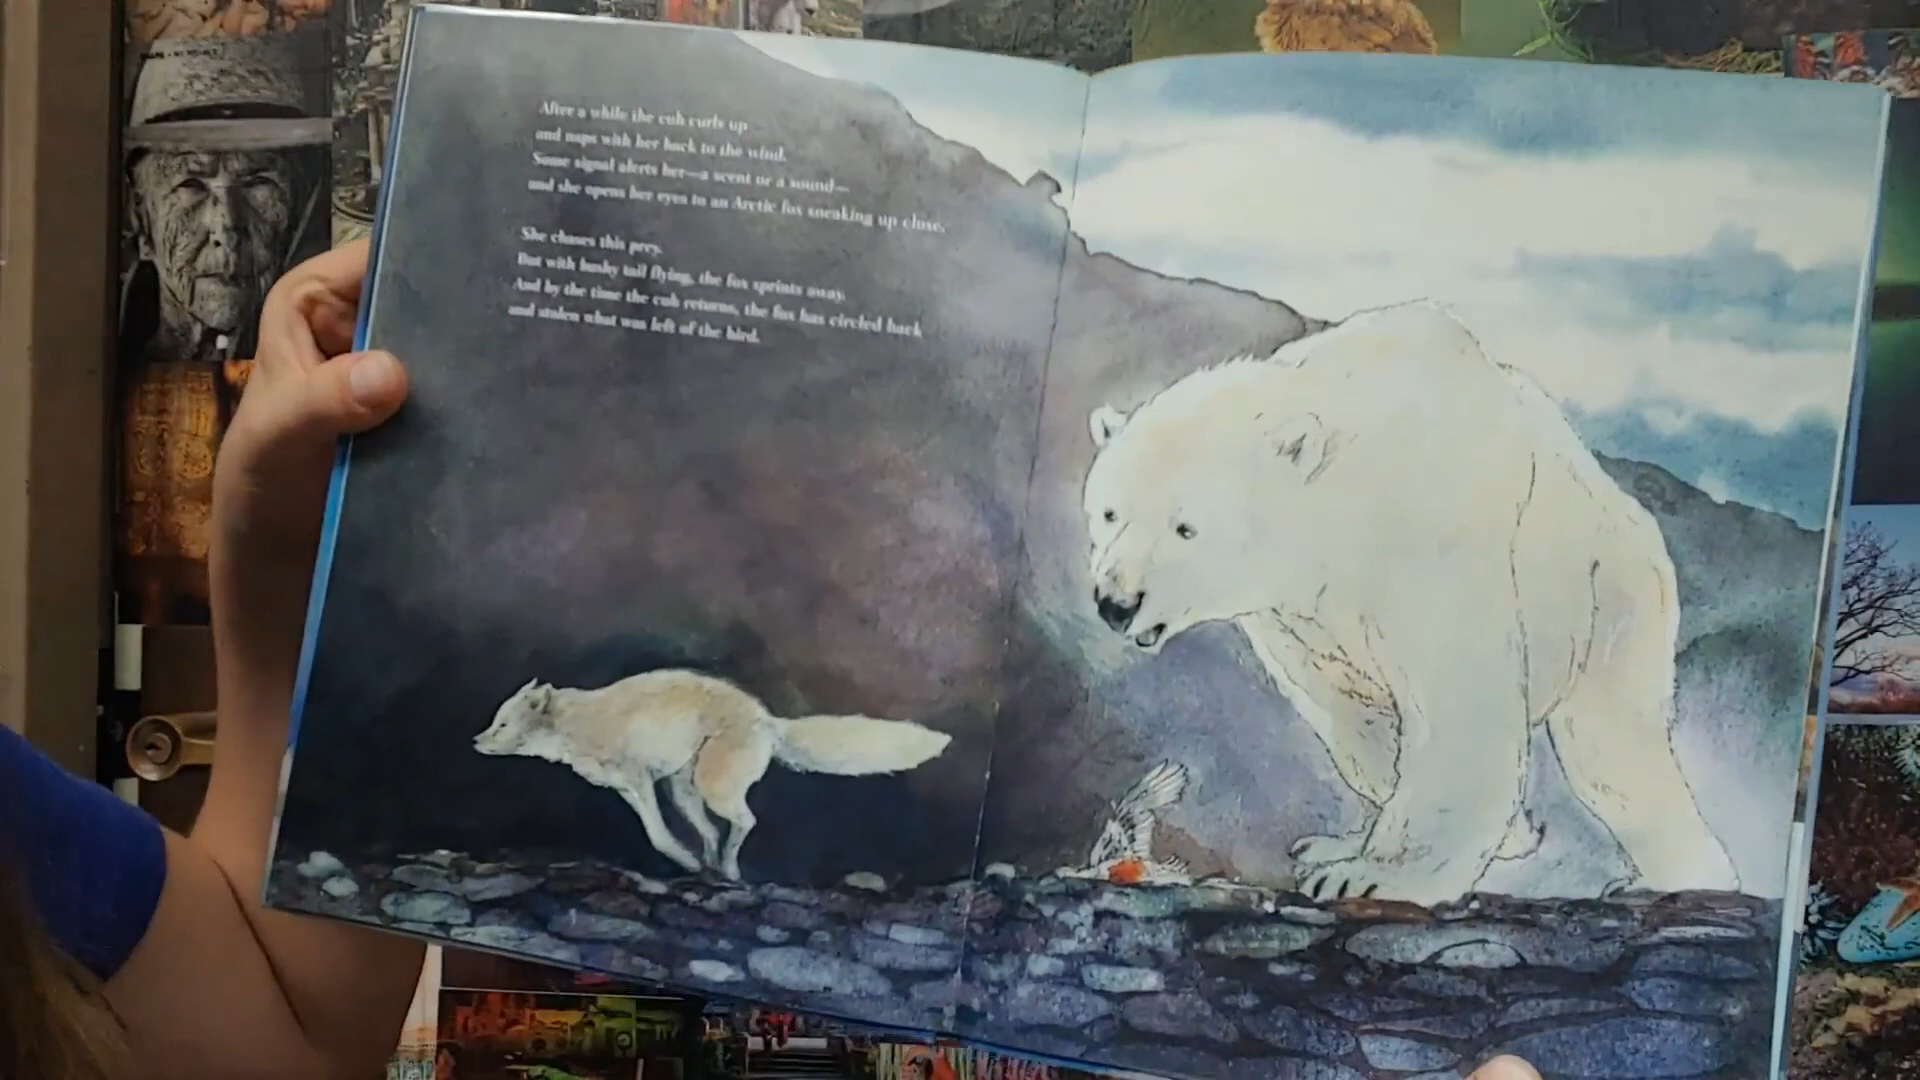 After a while the cub curls up
and naps with her back to the wind.
Some signal alerts her—a scent or a sound—
and she opens her eyes to an Arctic fox sneaking up close.
She chases this prey.
But with bushy tail flying, the fox sprints away.
And by the time the cub returns, the fox has circled back
and stolen what was left of the bird.